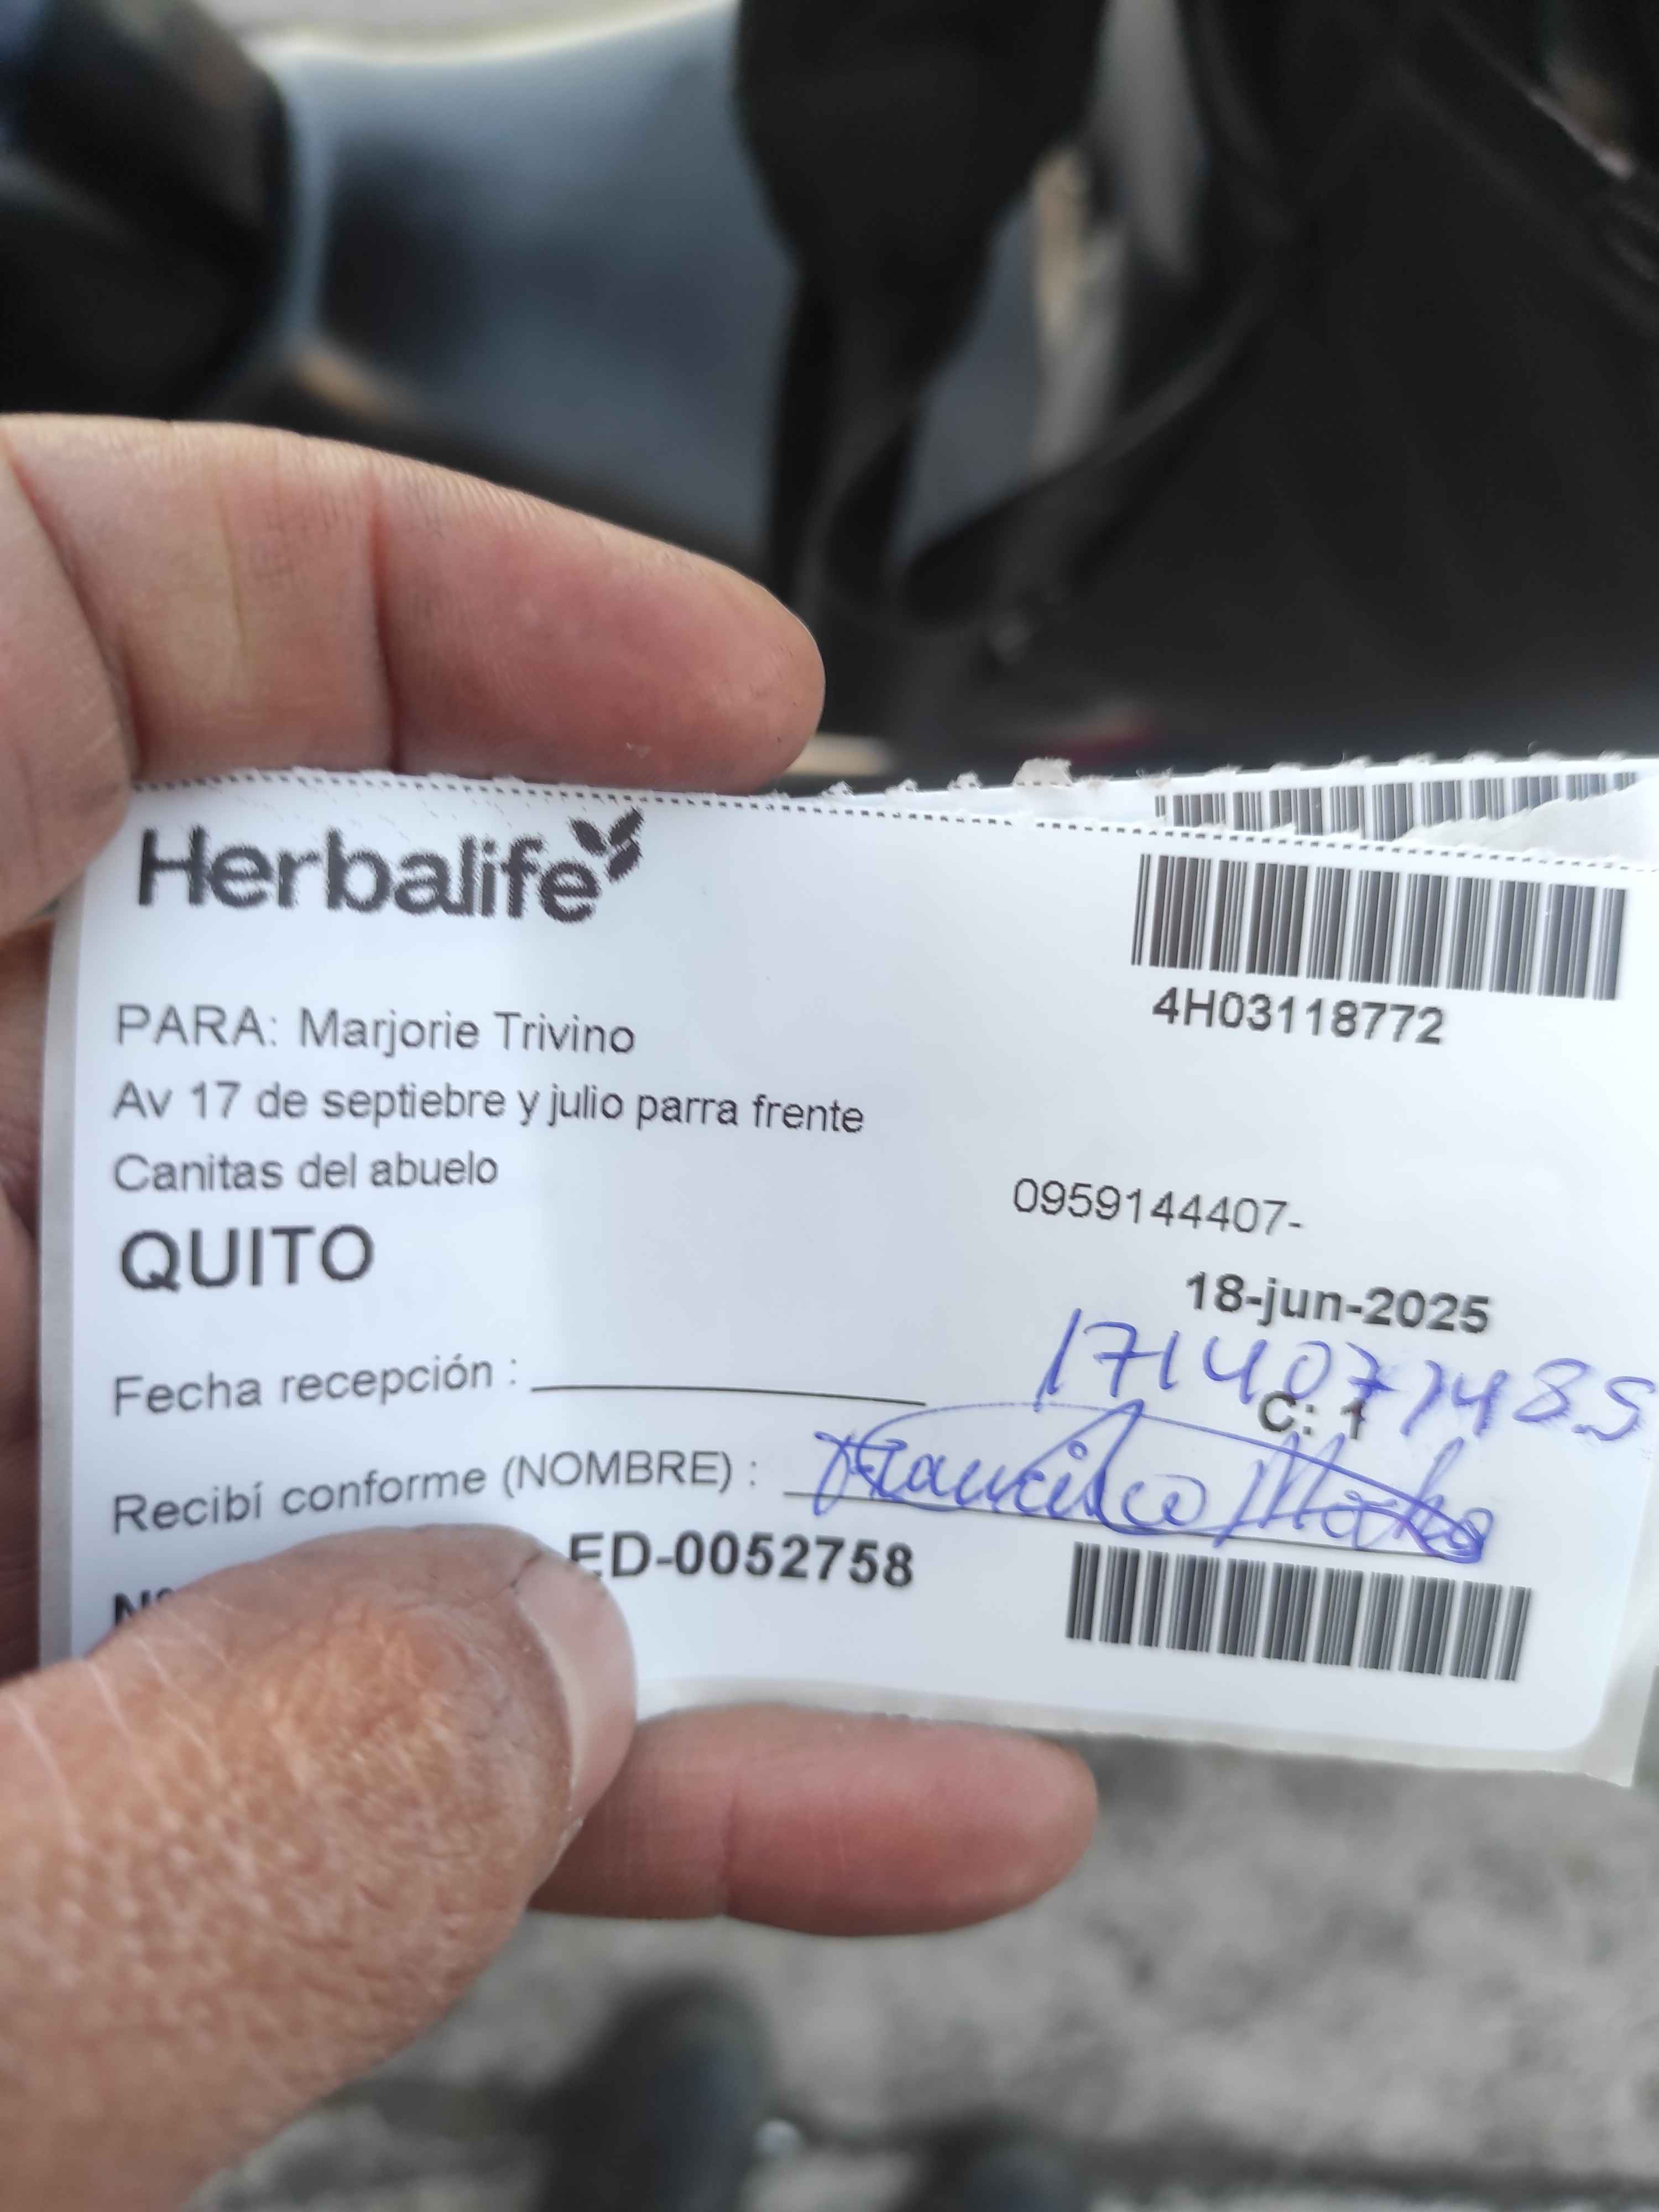 Herbalife
4H03118772
PARA: Marjorie Trivino
Av 17 de septiebre y julio parra frente
Canitas del abuelo
0959144407-
QUITO
18-jun-2025
Fecha recepción :
C: 1
Recibí conforme (NOMBRE) : Francisco
ED-0052758